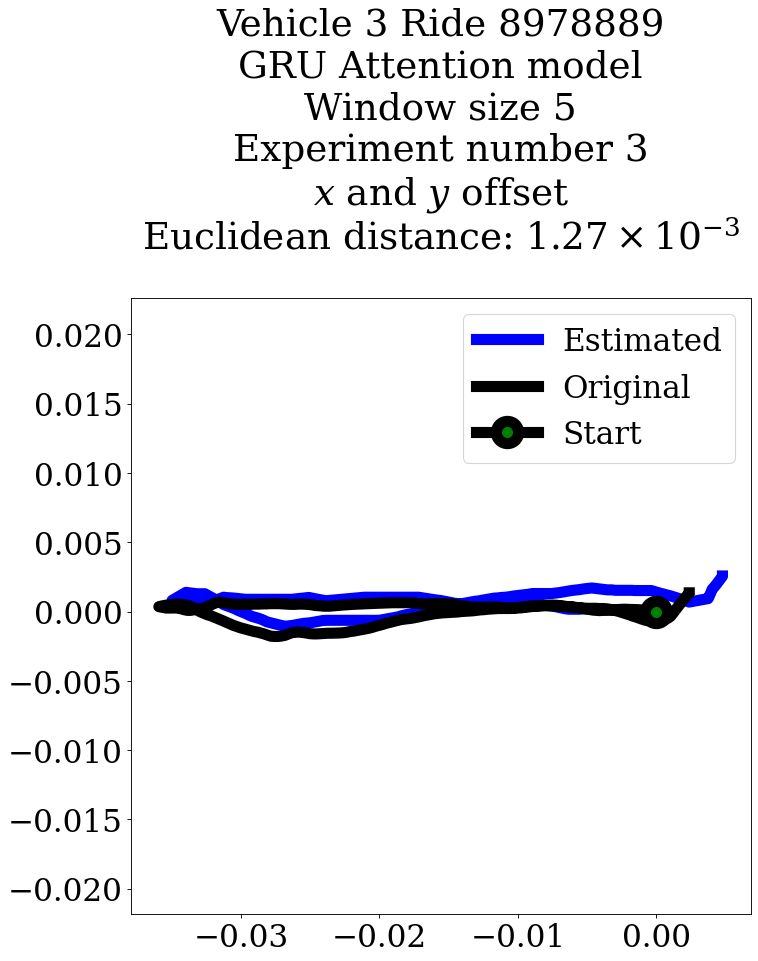 Vehicle 3 Ride 8978889
GRU Attention model
Window size 5
Experiment number 3
x and y offset
Euclidean distance: 1.27 × 10⁻³
Estimated
Original
Start
0.020
0.015
0.010
0.005
0.000
−0.005
−0.010
−0.015
−0.020
−0.03 −0.02 −0.01 0.00